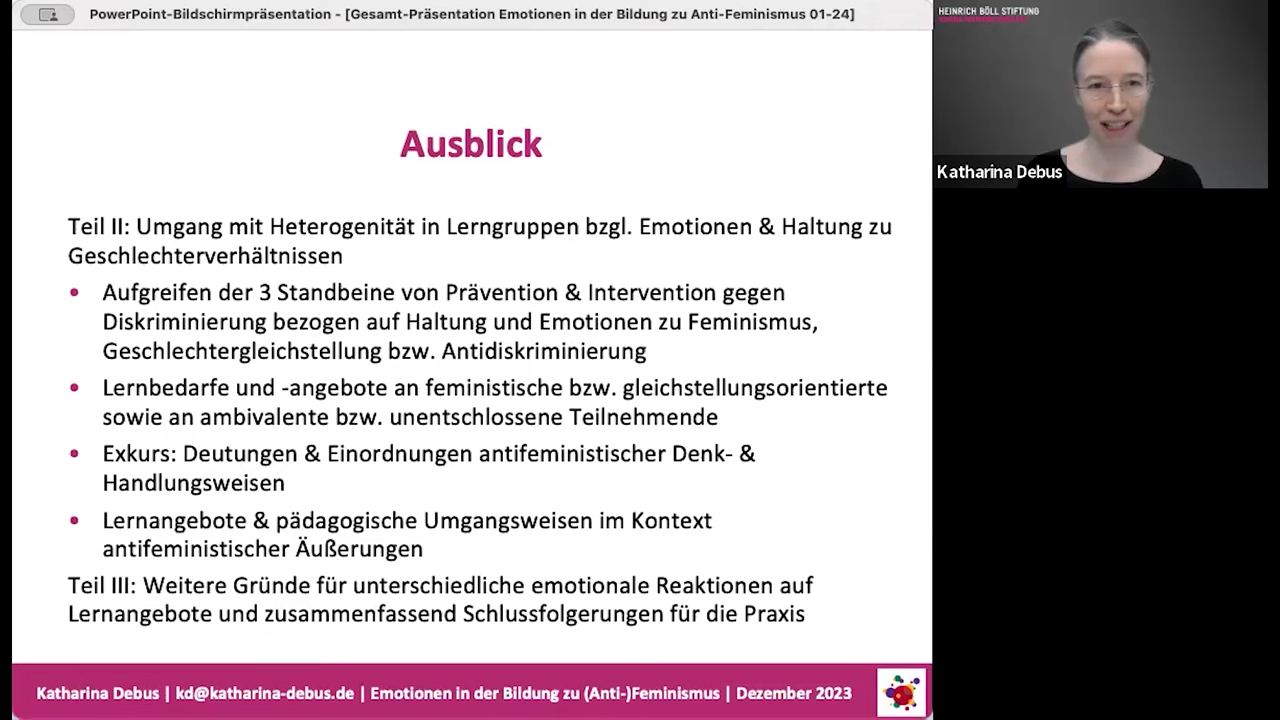 PowerPoint-Bildschirmpräsentation - [Gesamt-Präsentation Emotionen in der Bildung zu Anti-Feminismus 01-24]
HEINRICH BÖLL STIFTUNG
Katharina Debus
Ausblick
Teil II: Umgang mit Heterogenität in Lerngruppen bzgl. Emotionen & Haltung zu
Geschlechterverhältnissen
• Aufgreifen der 3 Standbeine von Prävention & Intervention gegen
Diskriminierung bezogen auf Haltung und Emotionen zu Feminismus,
Geschlechtergleichstellung bzw. Antidiskriminierung
• Lernbedarfe und -angebote an feministische bzw. gleichstellungsorientierte
sowie an ambivalente bzw. unentschlossene Teilnehmende
• Exkurs: Deutungen & Einordnungen antifeministischer Denk- &
Handlungsweisen
• Lernangebote & pädagogische Umgangsweisen im Kontext
antifeministischer Äußerungen
Teil III: Weitere Gründe für unterschiedliche emotionale Reaktionen auf
Lernangebote und zusammenfassend Schlussfolgerungen für die Praxis
Katharina Debus | kd@katharina-debus.de | Emotionen in der Bildung zu (Anti-)Feminismus | Dezember 2023